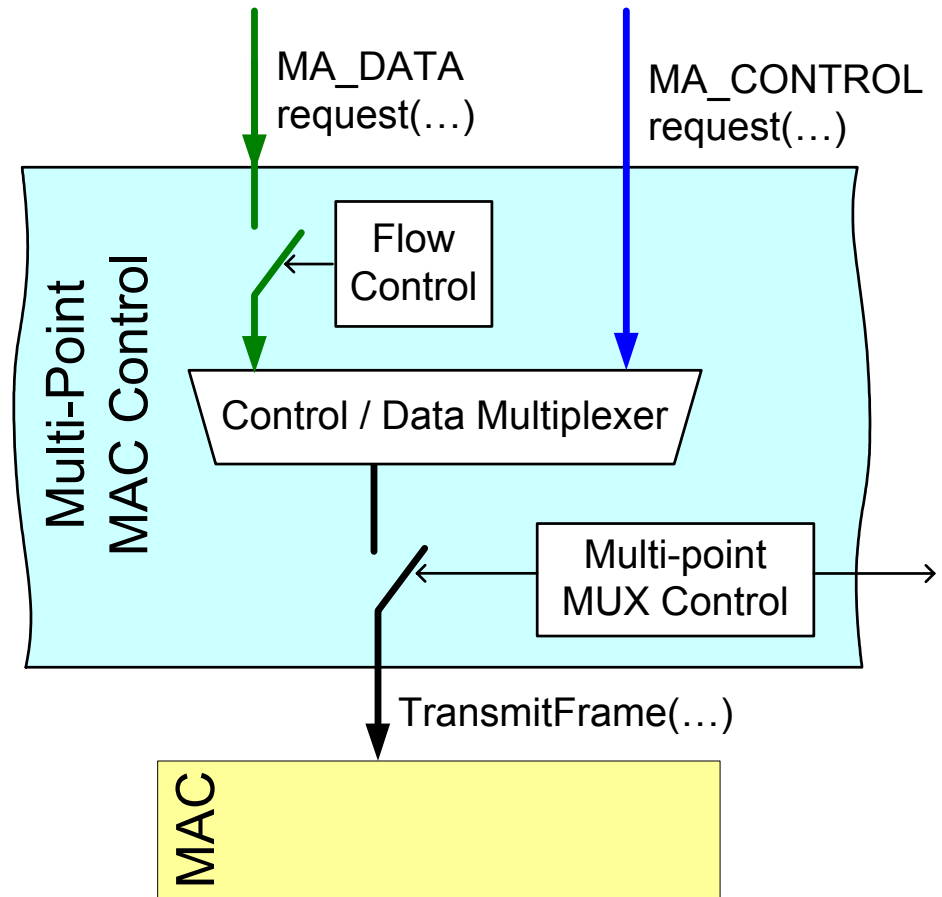 MA_DATA
request(…)
MA_CONTROL
request(…)
Flow
Control
Multi-Point
MAC Control
Control / Data Multiplexer
Multi-point
MUX Control
TransmitFrame(…)
MAC